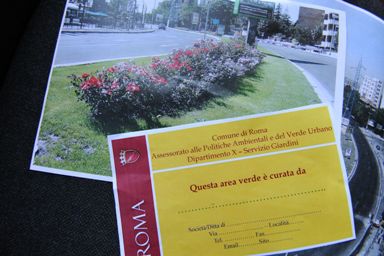 Comune di Roma
Assessorato alle Politiche Ambientali e del Verde Urbano
Dipartimento X – Servizio Giardini
Questa area verde è curata da
Società/Ditta di ........................ Località...............
Via ................................................
Tel. .................... Fax....................
Email............ Sito....................
ROMA